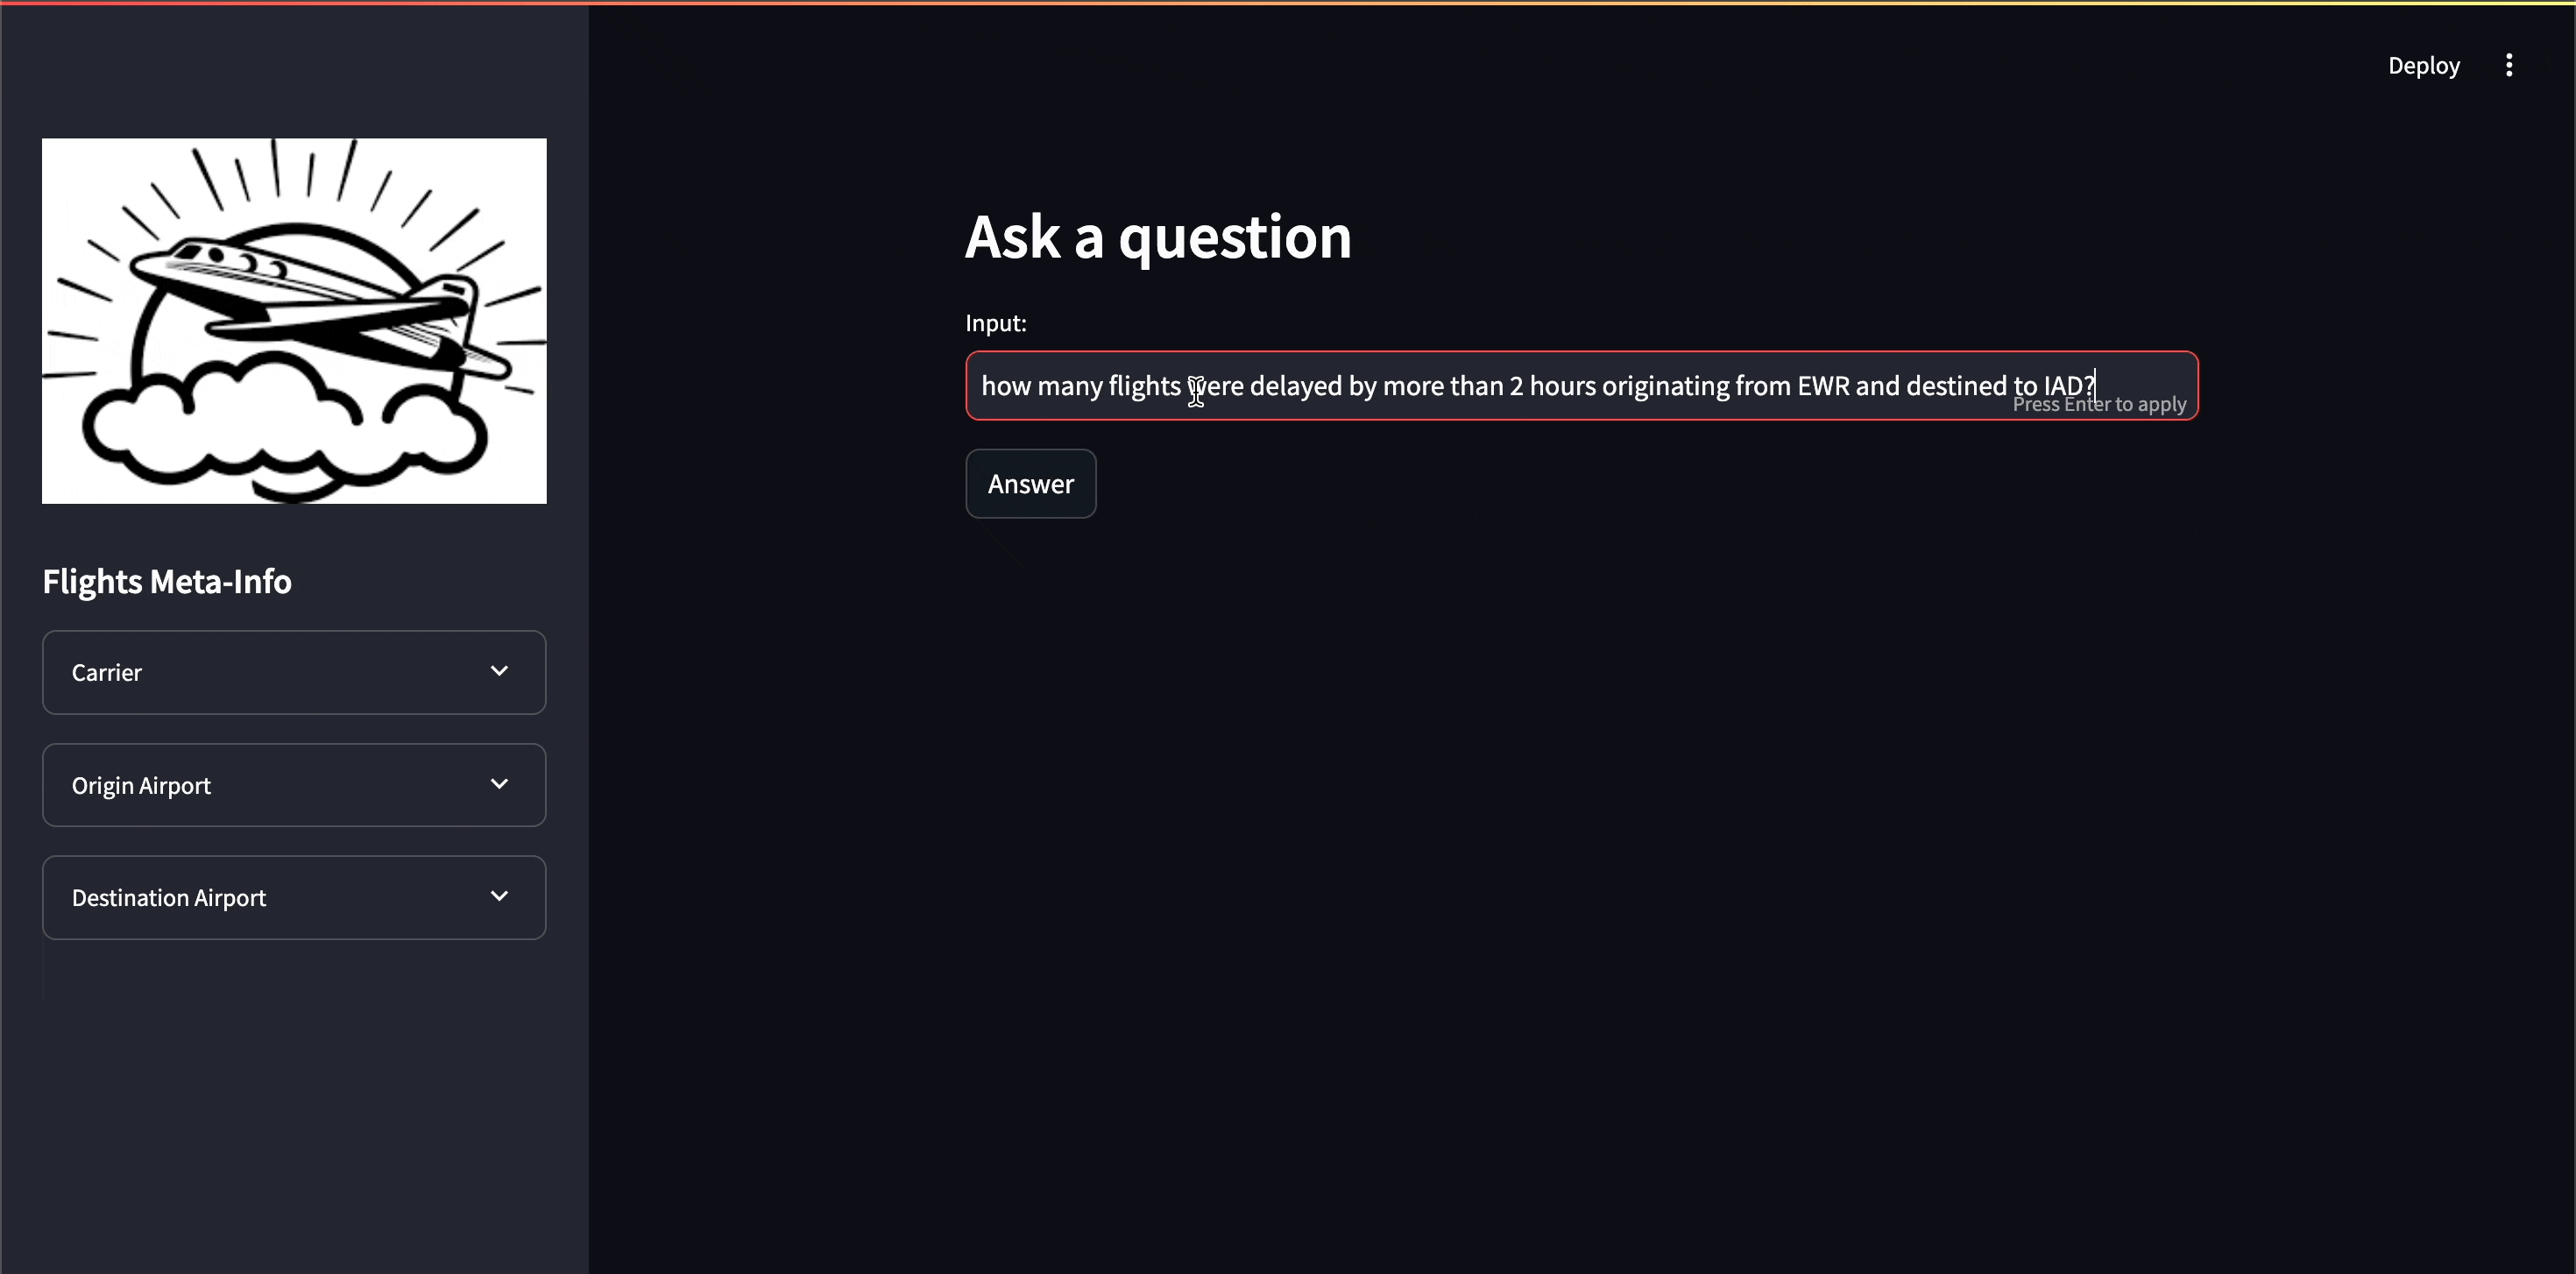 Deploy
Flights Meta-Info
Carrier
Origin Airport
Destination Airport
Ask a question
Input:
how many flights were delayed by more than 2 hours originating from EWR and destined to IAD?
Press Enter to apply
Answer